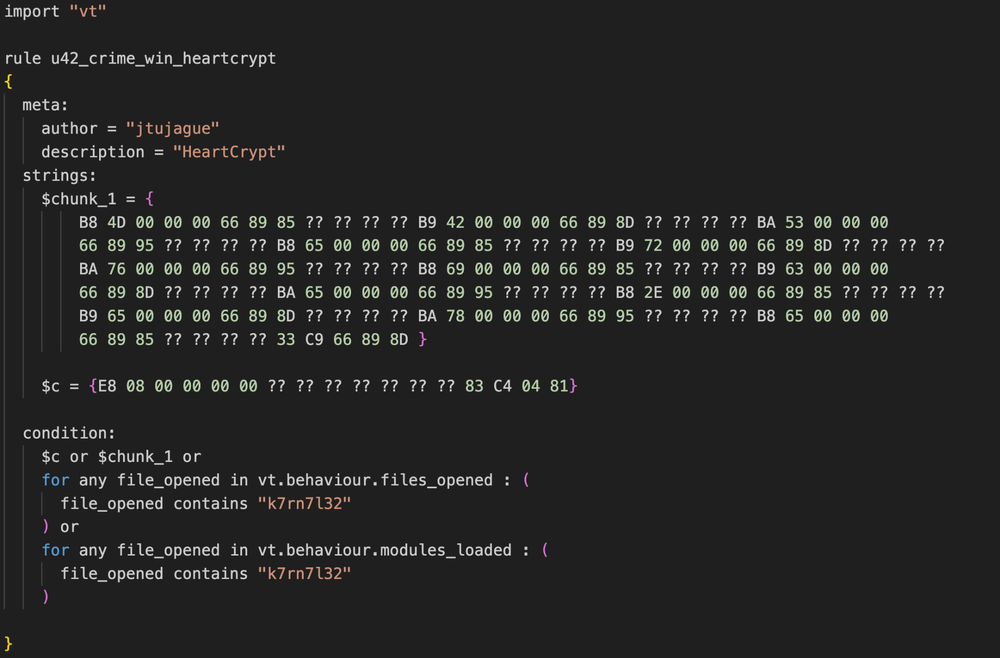 import "vt"
rule u42_crime_win_heartcrypt
{
meta:
author = "jtujague"
description = "HeartCrypt"
strings:
$chunk_1 = {
B8 4D 00 00 00 66 89 85 ?? ?? ?? ?? B9 42 00 00 00 66 89 8D ?? ?? ?? ?? BA 53 00 00 00
66 89 95 ?? ?? ?? ?? B8 65 00 00 00 66 89 85 ?? ?? ?? ?? B9 72 00 00 00 66 89 8D ?? ?? ?? ??
BA 76 00 00 00 66 89 95 ?? ?? ?? ?? B8 69 00 00 00 66 89 85 ?? ?? ?? ?? B9 63 00 00 00
66 89 8D ?? ?? ?? ?? BA 65 00 00 00 66 89 95 ?? ?? ?? ?? B8 2E 00 00 00 66 89 85 ?? ?? ?? ??
B9 65 00 00 00 66 89 8D ?? ?? ?? ?? BA 78 00 00 00 66 89 95 ?? ?? ?? ?? B8 65 00 00 00
66 89 85 ?? ?? ?? ?? 33 C9 66 89 8D }
$c = {E8 08 00 00 00 00 ?? ?? ?? ?? ?? ?? ?? 83 C4 04 81}
condition:
$c or $chunk_1 or
for any file_opened in vt.behaviour.files_opened : (
file_opened contains "k7rn7l32"
) or
for any file_opened in vt.behaviour.modules_loaded : (
file_opened contains "k7rn7l32"
)
}